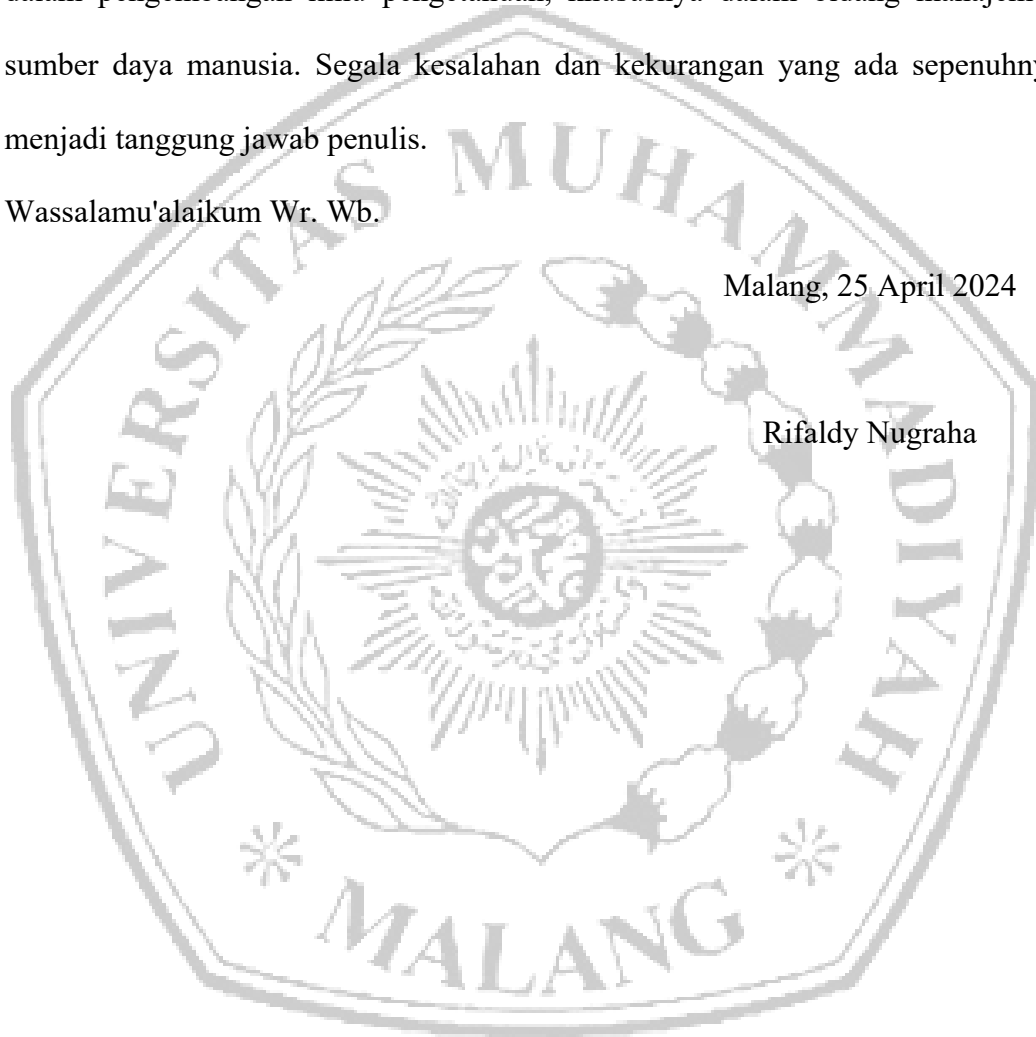 sumber daya manusia. Segala kesalahan dan kekurangan yang ada sepenuhny
menjadi tanggung jawab penulis.
Wassalamu'alaikum Wr. Wb.
Malang, 25 April 2024
Rifaldy Nugraha
UNIVERSITAS MUHAMMADIYAH
MALANG